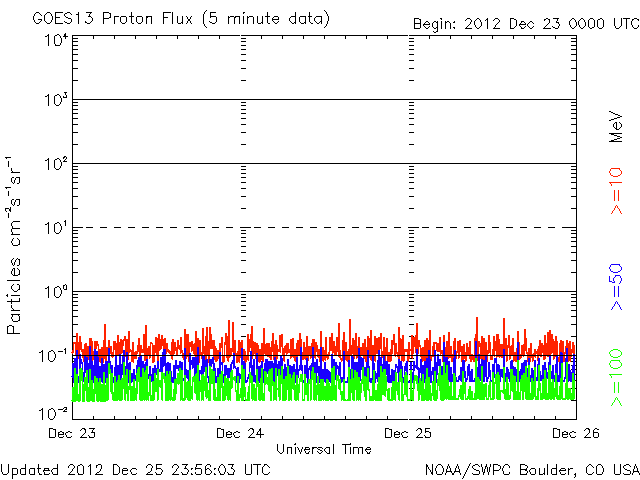 GOES13 Proton Flux (5 minute data)
Begin: 2012 Dec 23 0000 UTC
10⁴
10³
10²
10¹
10⁰
10⁻¹
10⁻²
Particles cm⁻²s⁻¹sr⁻¹
MeV
>=10
>=50
>=100
Dec 23
Dec 24
Dec 25
Dec 26
Universal Time
Updated 2012 Dec 25 23:56:03 UTC
NOAA/SWPC Boulder, CO USA